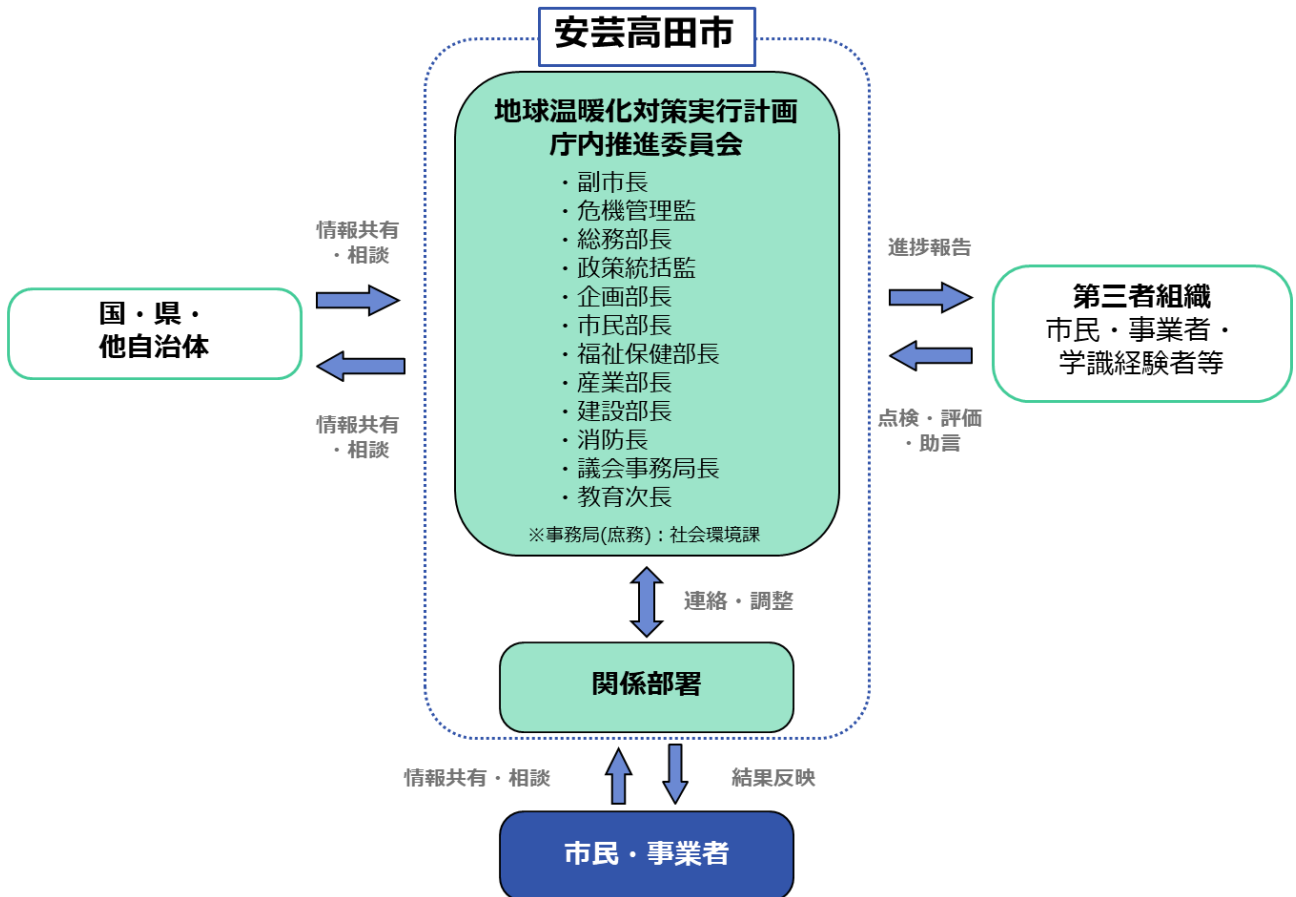 安芸高田市
地球温暖化対策実行計画
庁内推進委員会
・副市長
・危機管理監
・総務部長
・政策統括監
・企画部長
・市民部長
・福祉保健部長
・産業部長
・建設部長
・消防長
・議会事務局長
・教育次長
※事務局(庶務)：社会環境課
情報共有
・相談
国・県・
他自治体
情報共有
・相談
進捗報告
第三者組織
市民・事業者・
学識経験者等
点検・評価
・助言
連絡・調整
関係部署
情報共有・相談
結果反映
市民・事業者